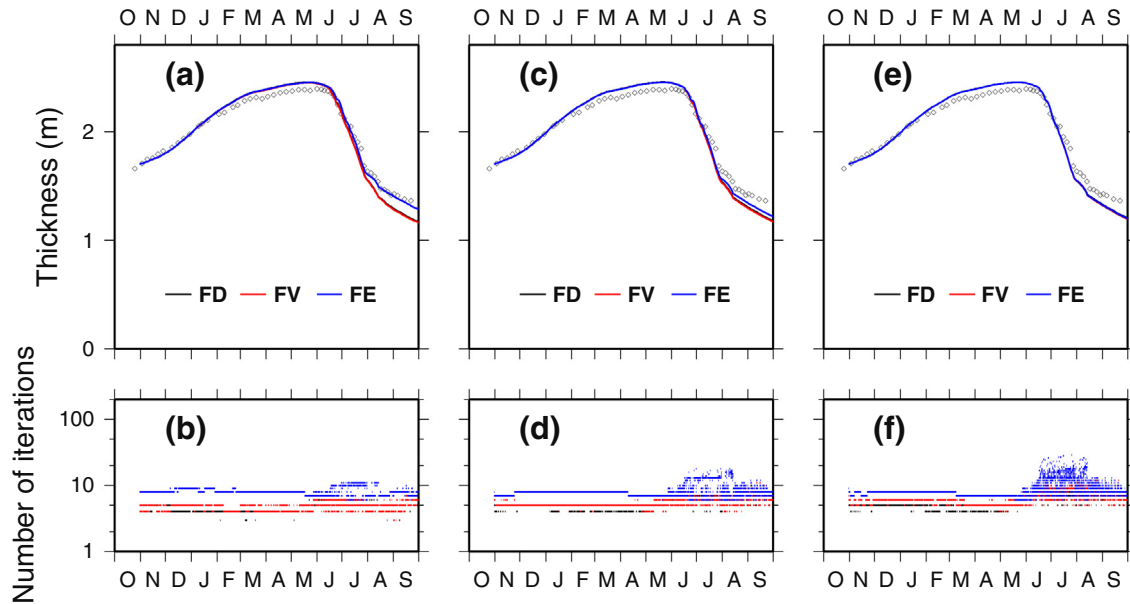 O N D J F M A M J J A S
O N D J F M A M J J A S
O N D J F M A M J J A S
(a)
(c)
(e)
Thickness (m)
2
1
0
FD FV FE
FD FV FE
FD FV FE
Number of iterations
100
10
1
(b)
(d)
(f)
O N D J F M A M J J A S
O N D J F M A M J J A S
O N D J F M A M J J A S